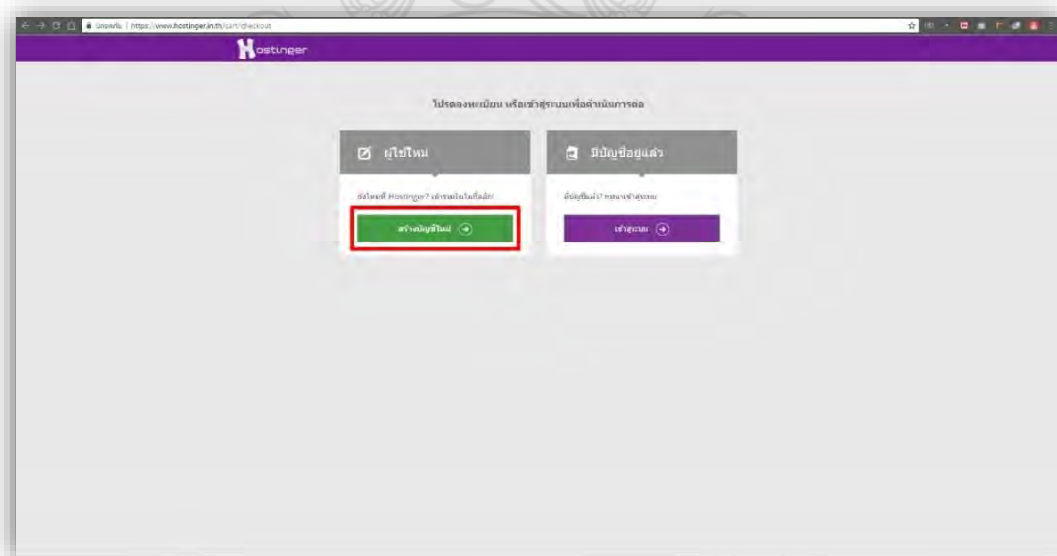 https://www.hostinger.in.th/cart/checkout
Hostinger
โปรดลงทะเบียน หรือเข้าสู่ระบบเพื่อดำเนินการต่อ
ผู้ใช้ใหม่
มีบัญชีอยู่แล้ว
สร้างบัญชีใหม่
เข้าสู่ระบบ